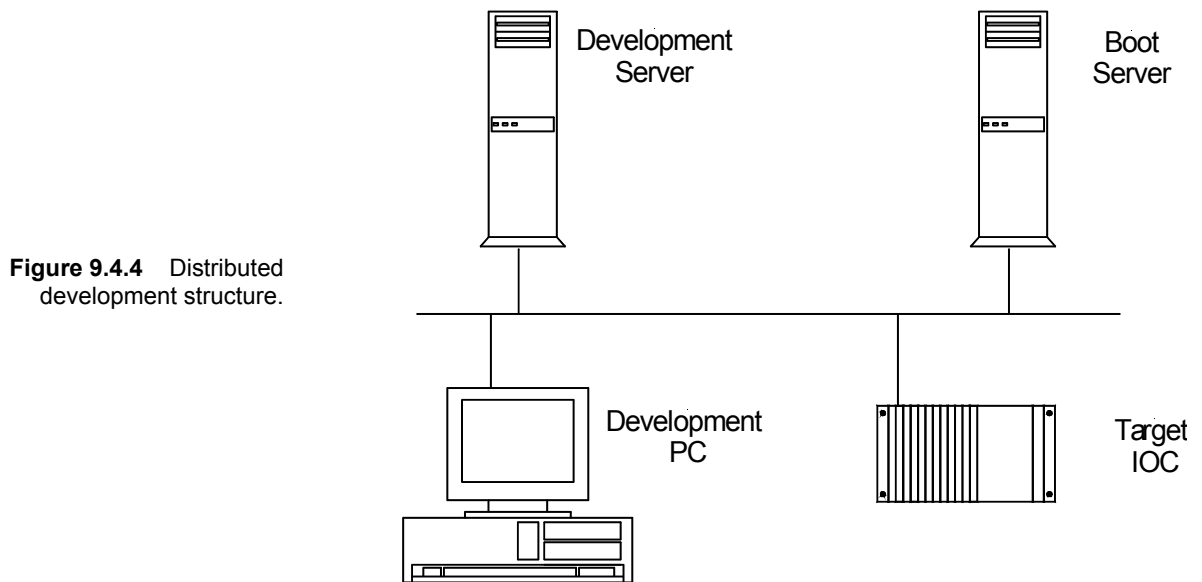 Development
Server
Boot
Server
Figure 9.4.4 Distributed
development structure.
Development
PC
Target
IOC